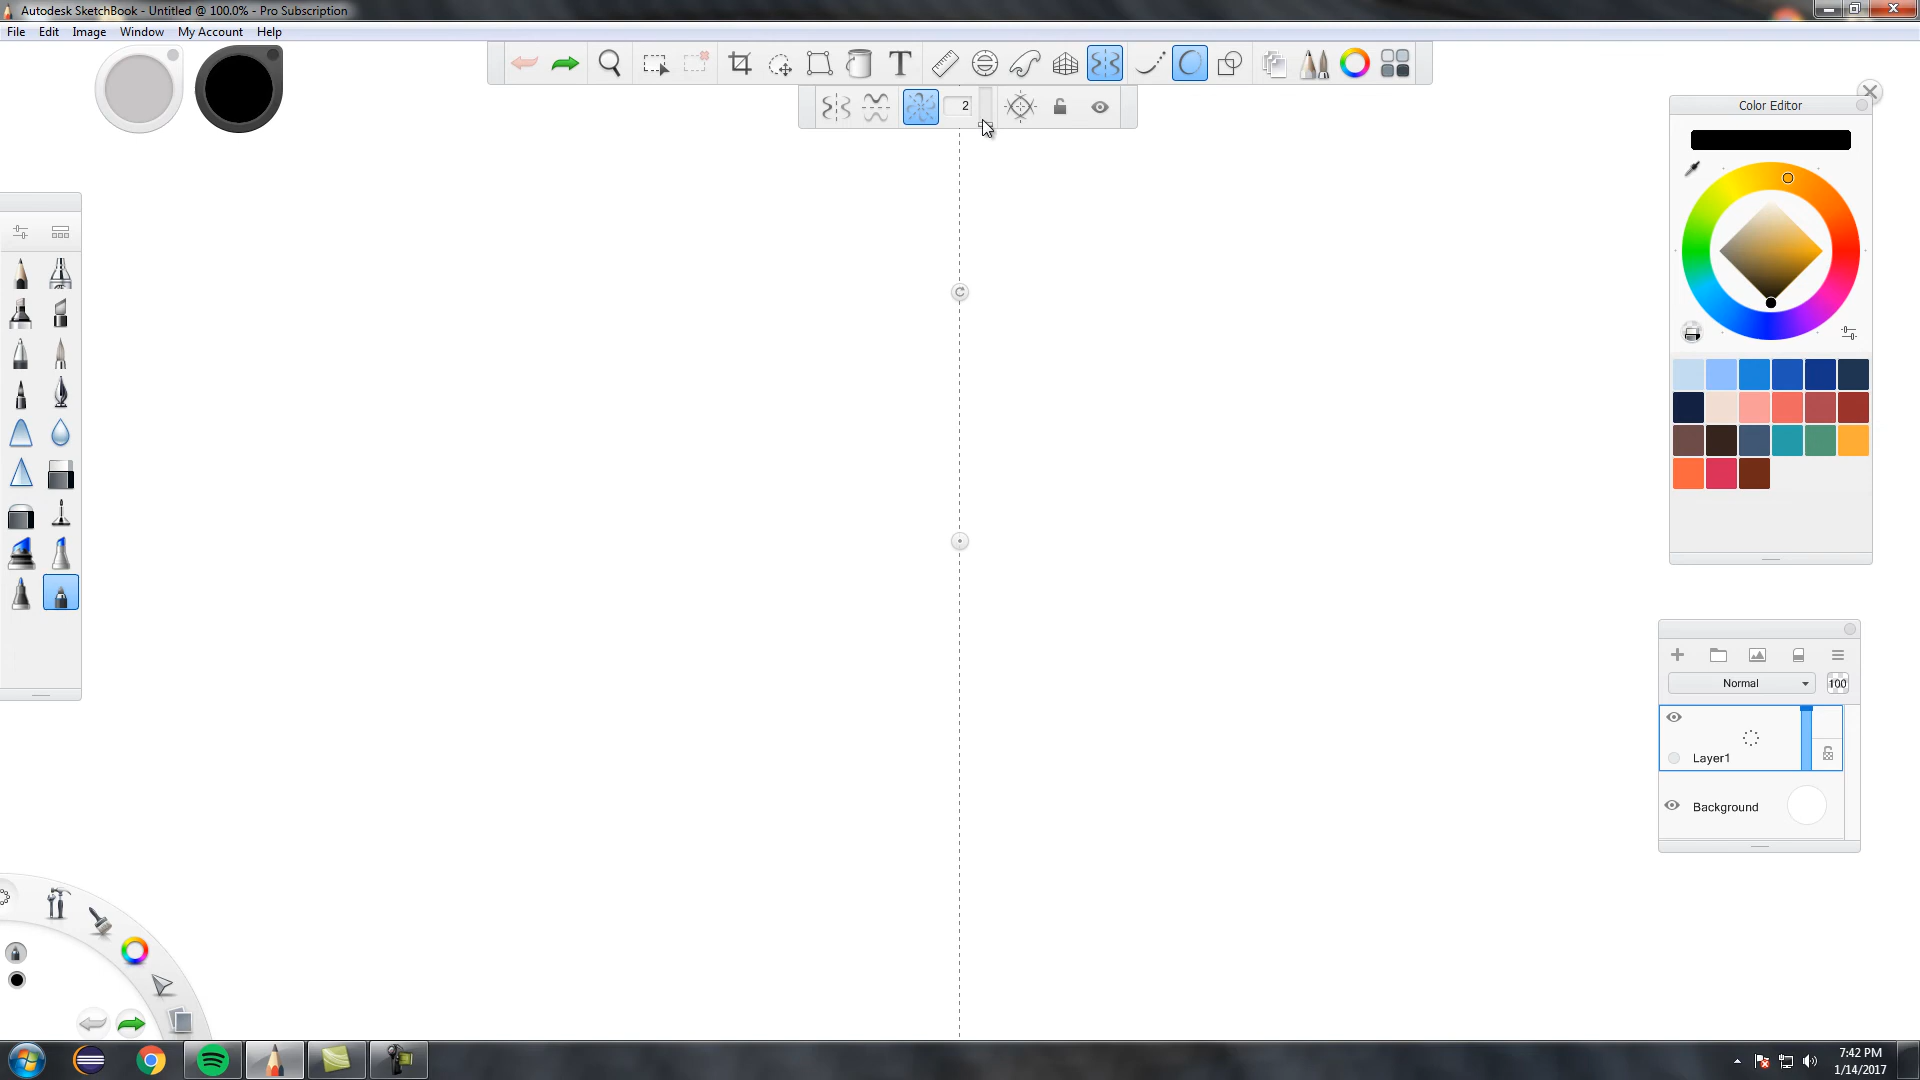 Autodesk SketchBook - Untitled @ 100.0% - Pro Subscription
File Edit Image Window My Account Help
T
2
Color Editor
Normal 100
Layer1
Background
7:42 PM
1/14/2017